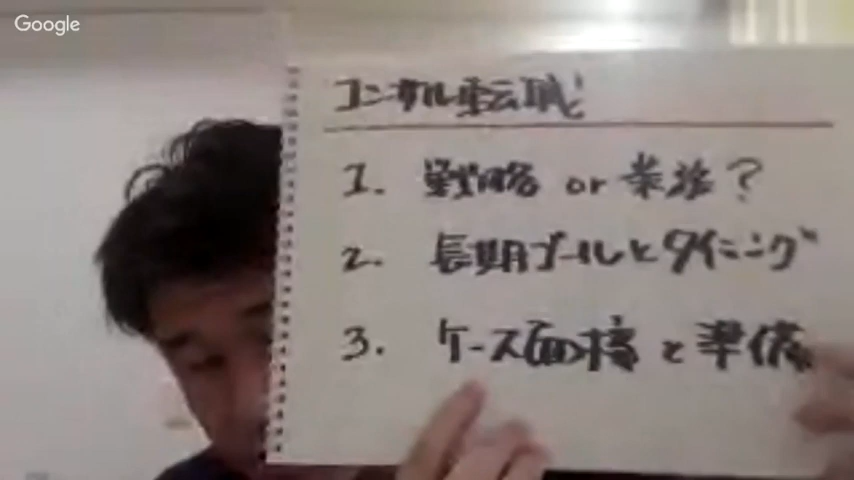 Google
コンサル転職と
1. 戦略 or 業務?
2. 長期ゴールとタイミング
3. ケース面接と準備